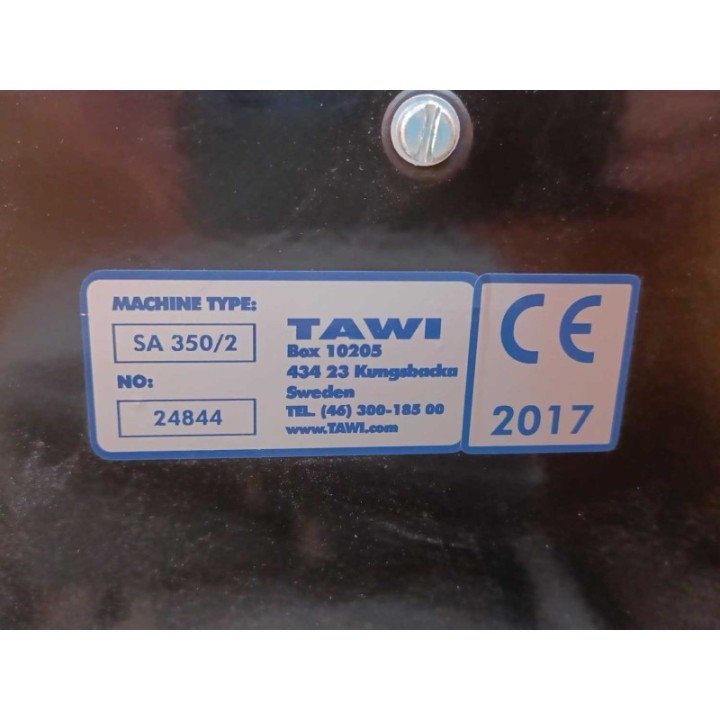 MACHINE TYPE:
SA 350/2
NO:
24844
TAWI
Box 10205
434 23 Kungsbacka
Sweden
TEL. (46) 300-185 00
www.TAWI.com
CE
2017